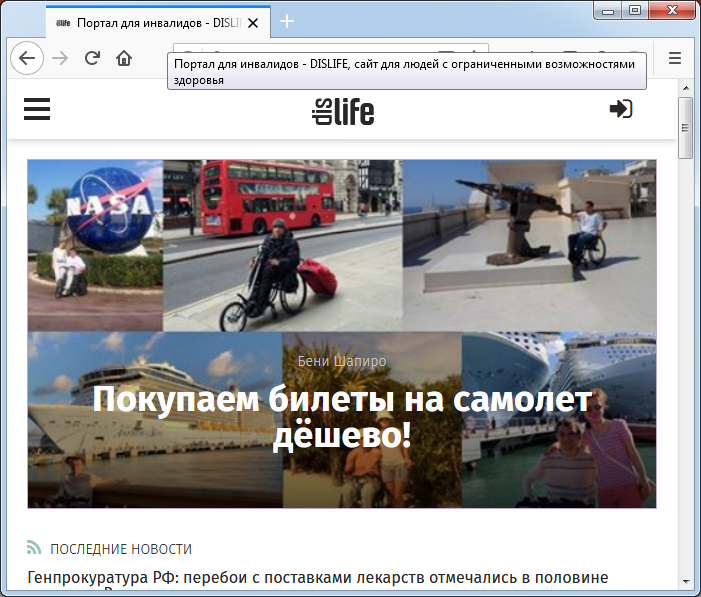 Портал для инвалидов - DISLI
Портал для инвалидов - DISLIFE, сайт для людей с ограниченными возможностями
здоровья
dislife
NASA
Бени Шапиро
Покупаем билеты на самолет
дёшево!
ПОСЛЕДНИЕ НОВОСТИ
Генпрокуратура РФ: перебои с поставками лекарств отмечались в половине